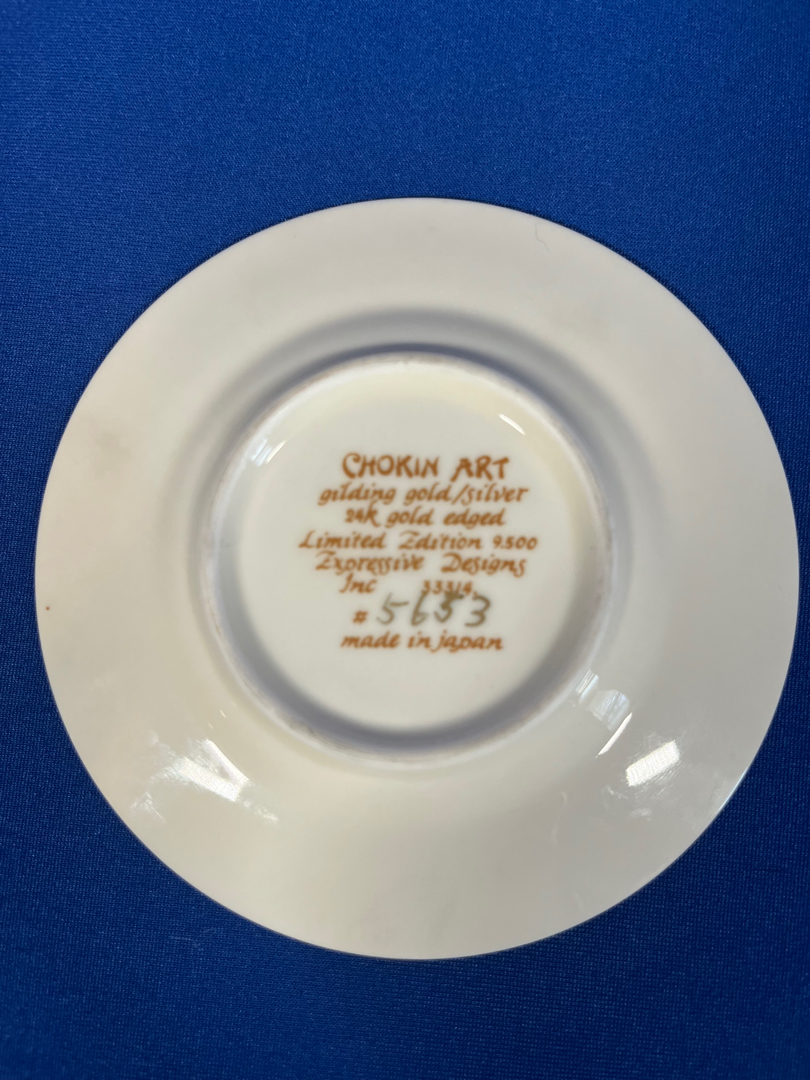 CHOKIN ART
gilding gold/silver
24K gold edged
Limited Edition 9.500
Expressive Designs
Inc 33314
# 5653
made in japan